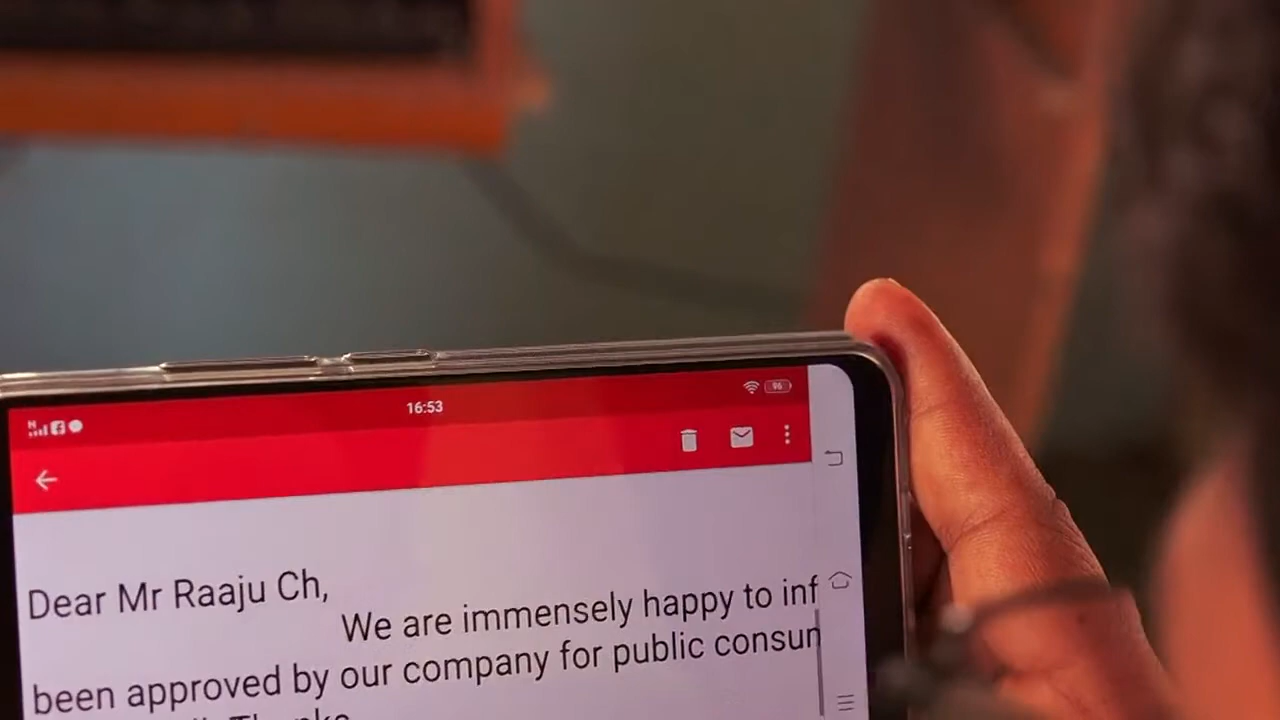 16:53
96
Dear Mr Raaju Ch,
We are immensely happy to inf
been approved by our company for public consun